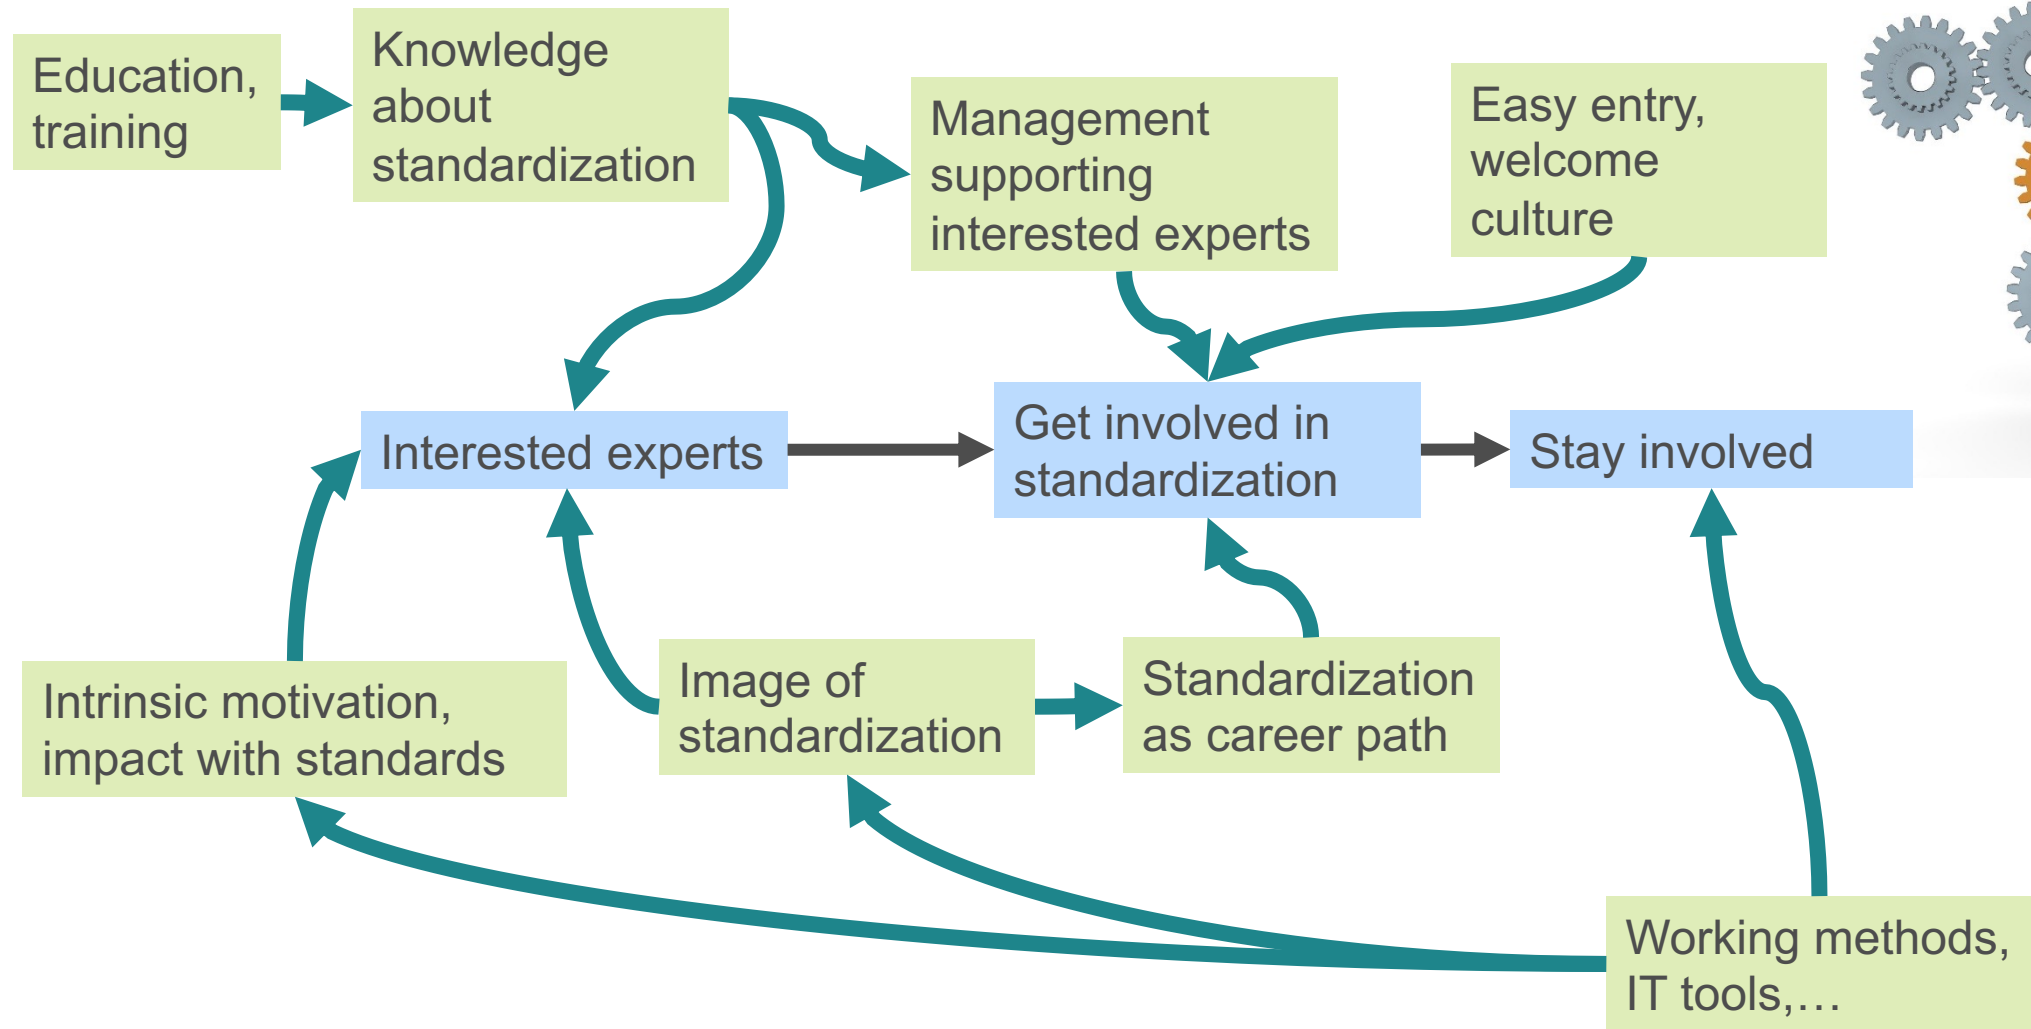 Education,
training
Knowledge
about
standardization
Management
supporting
interested experts
Easy entry,
welcome
culture
Interested experts
Get involved in
standardization
Stay involved
Intrinsic motivation,
impact with standards
Image of
standardization
Standardization
as career path
Working methods,
IT tools,…